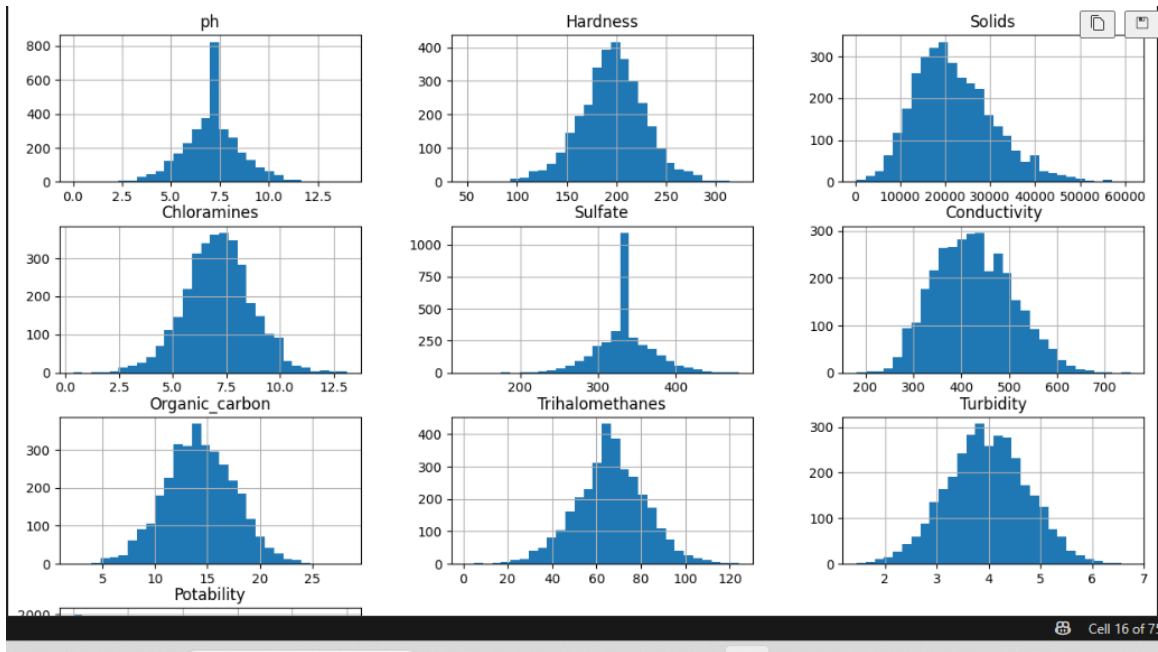 ph
800
600
400
200
0
0.0 2.5 5.0 7.5 10.0 12.5
Hardness
400
300
200
100
0
50 100 150 200 250 300
Solids
300
200
100
0
0 10000 20000 30000 40000 50000 60000
Chloramines
300
200
100
0
0.0 2.5 5.0 7.5 10.0 12.5
Sulfate
1000
750
500
250
0
200 300 400
Conductivity
300
200
100
0
200 300 400 500 600 700
Organic_carbon
300
200
100
0
5 10 15 20 25
Trihalomethanes
400
300
200
100
0
0 20 40 60 80 100 120
Turbidity
300
200
100
0
2 3 4 5 6 7
Potability
2000
Cell 16 of 75